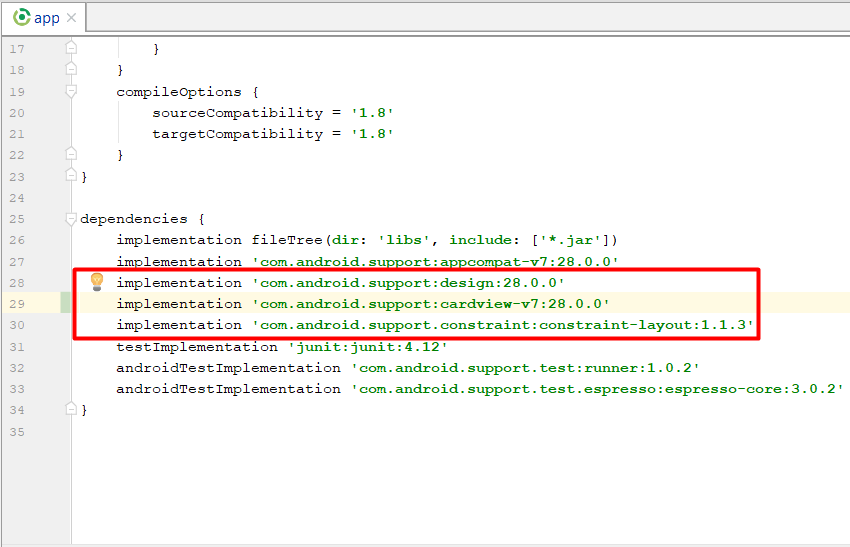 app
17 }
18 }
19 compileOptions {
20 sourceCompatibility = '1.8'
21 targetCompatibility = '1.8'
22 }
23 }
24
25 dependencies {
26 implementation fileTree(dir: 'libs', include: ['*.jar'])
27 implementation 'com.android.support:appcompat-v7:28.0.0'
28 implementation 'com.android.support:design:28.0.0'
29 implementation 'com.android.support:cardview-v7:28.0.0'
30 implementation 'com.android.support.constraint:constraint-layout:1.1.3'
31 testImplementation 'junit:junit:4.12'
32 androidTestImplementation 'com.android.support.test:runner:1.0.2'
33 androidTestImplementation 'com.android.support.test.espresso:espresso-core:3.0.2'
34 }
35